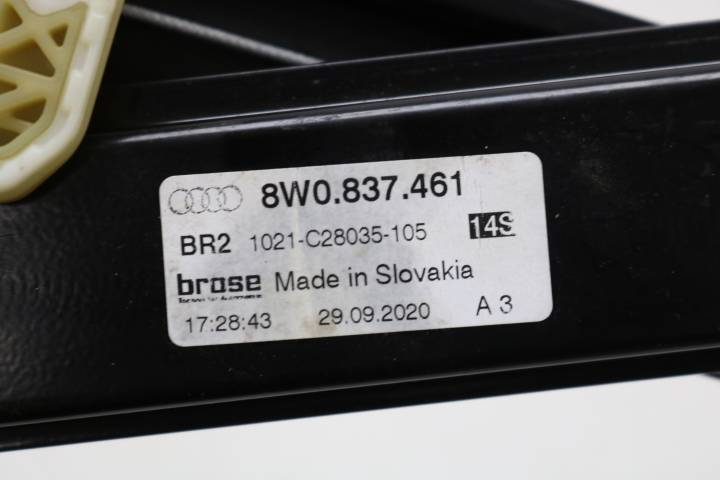 8W0.837.461
BR2 1021-C28035-105 14S
brose Made in Slovakia
17:28:43 29.09.2020 A 3